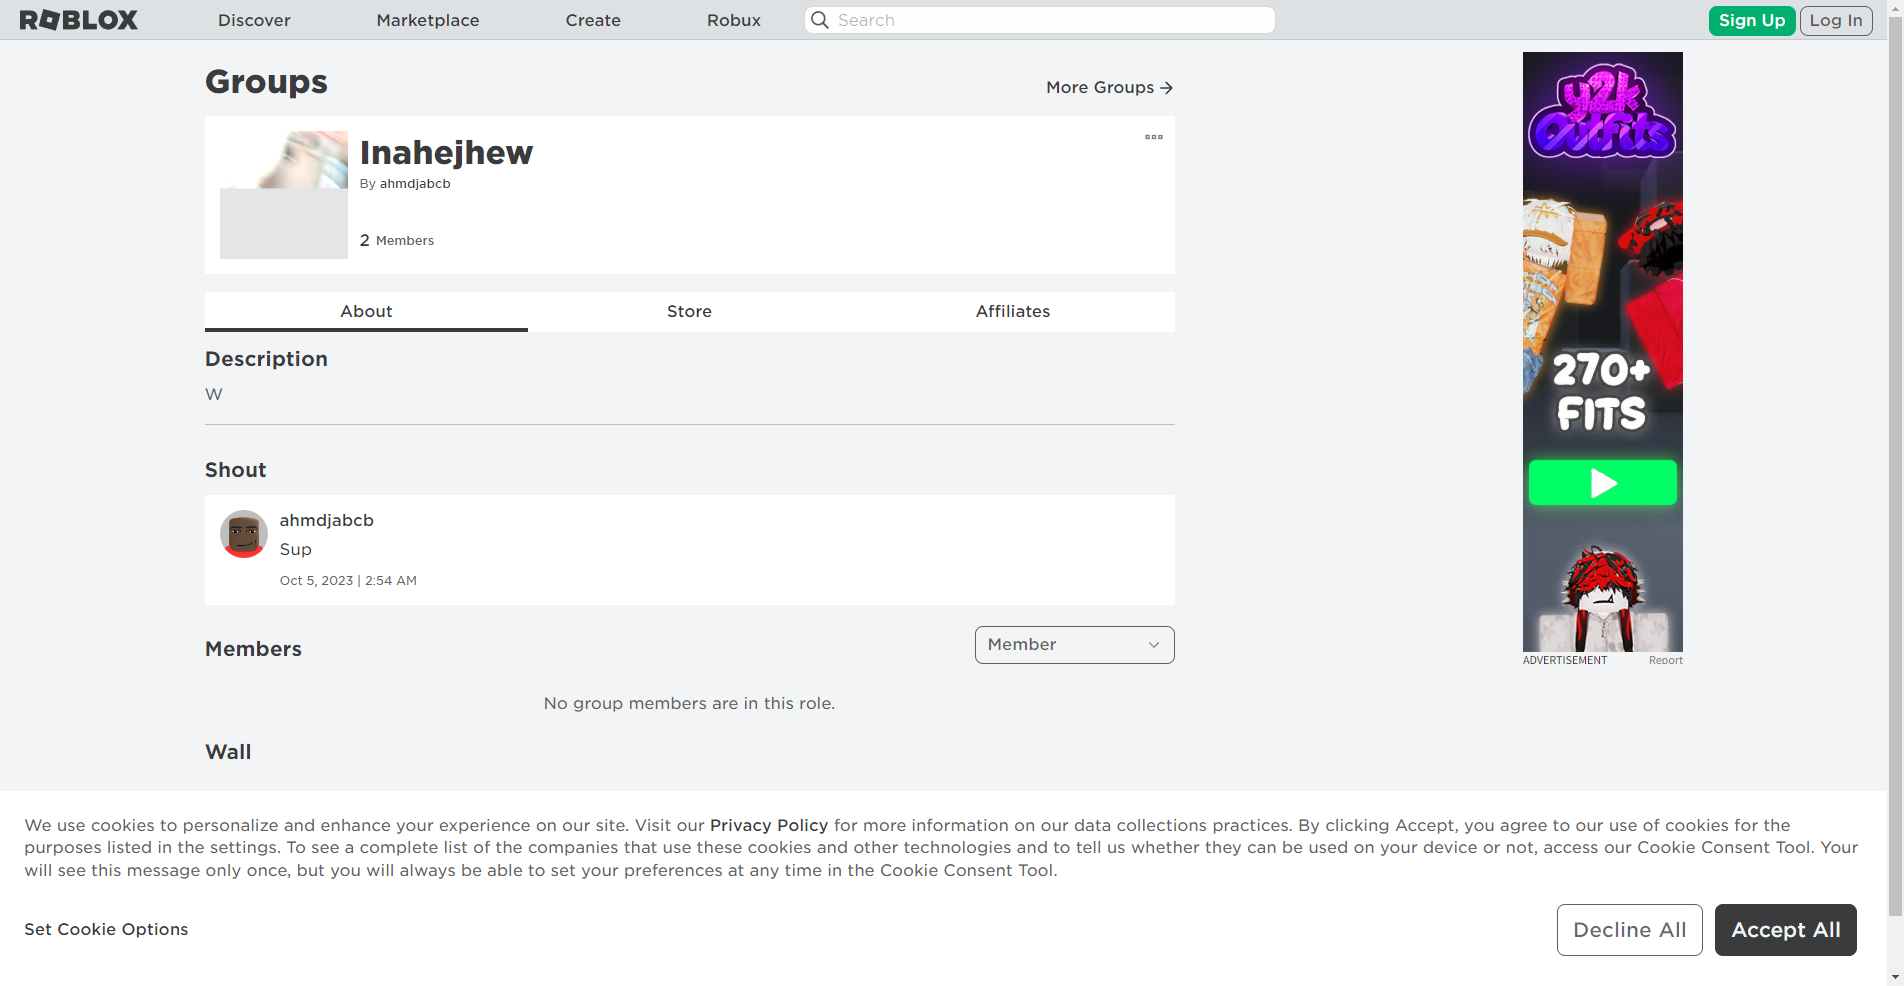 ROBLOX
Discover
Marketplace
Create
Robux
Search
Sign Up
Log In
Groups
More Groups
Inahejhew
By ahmdjabcb
2 Members
About
Store
Affiliates
Description
W
Shout
ahmdjabcb
Sup
Oct 5, 2023 | 2:54 AM
Members
Member
No group members are in this role.
Wall
y2k
Outfits
270+
FITS
ADVERTISEMENT
Report
We use cookies to personalize and enhance your experience on our site. Visit our Privacy Policy for more information on our data collections practices. By clicking Accept, you agree to our use of cookies for the
purposes listed in the settings. To see a complete list of the companies that use these cookies and other technologies and to tell us whether they can be used on your device or not, access our Cookie Consent Tool. Your
will see this message only once, but you will always be able to set your preferences at any time in the Cookie Consent Tool.
Set Cookie Options
Decline All
Accept All